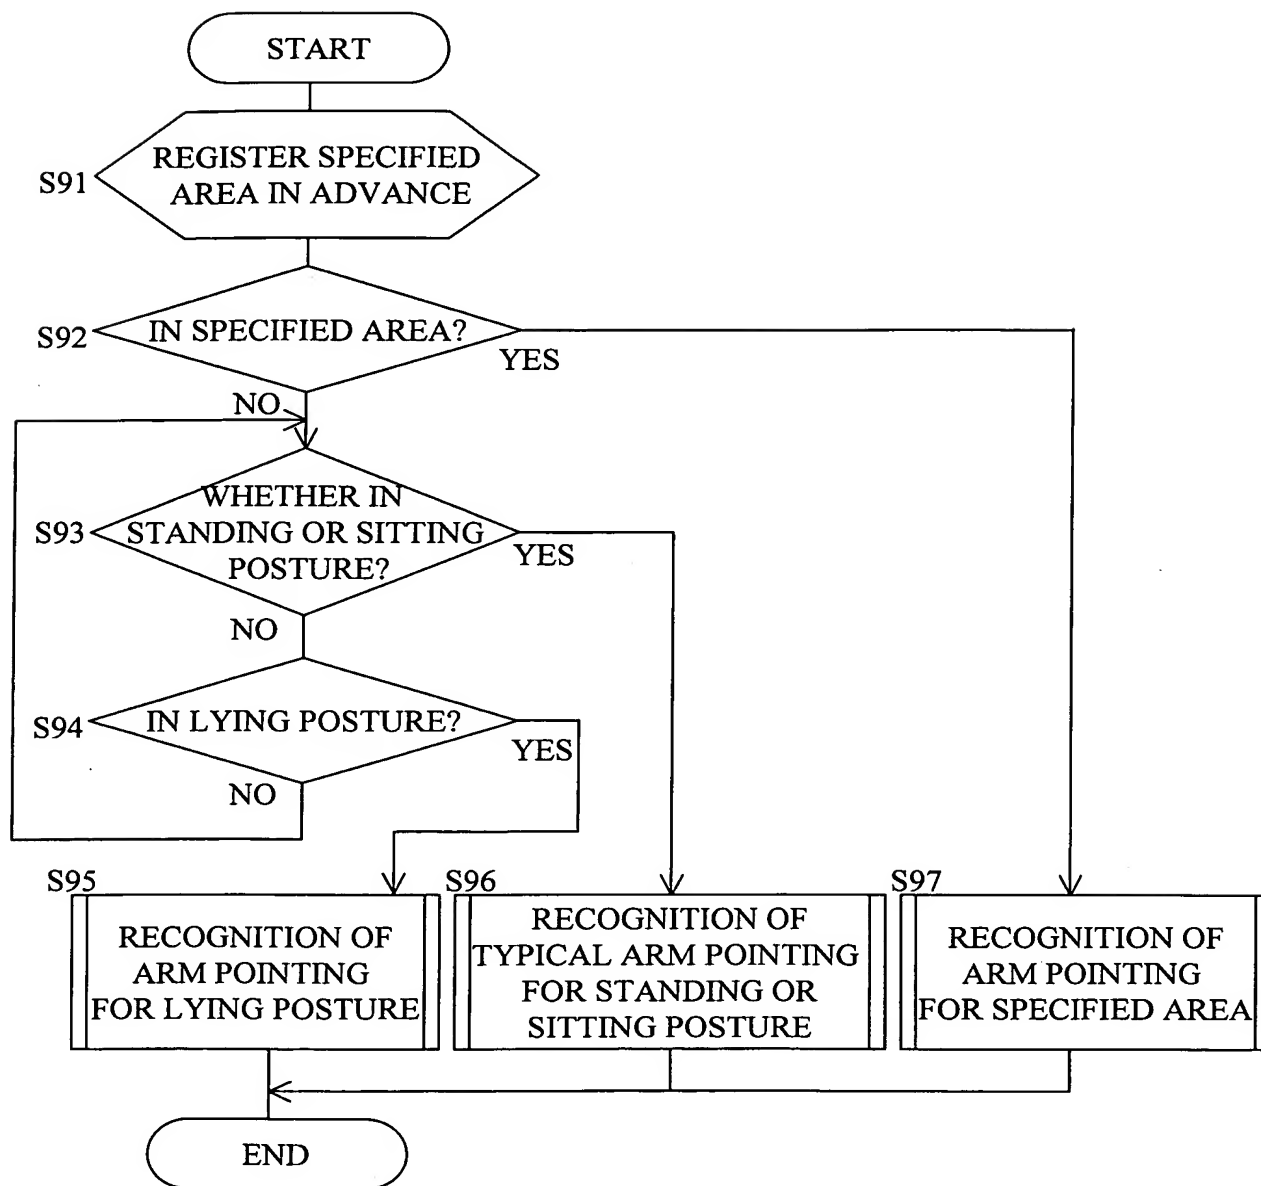 START
S91
REGISTER SPECIFIED
AREA IN ADVANCE
S92
IN SPECIFIED AREA?
YES
NO
S93
WHETHER IN
STANDING OR SITTING
POSTURE?
YES
NO
S94
IN LYING POSTURE?
YES
NO
S95
RECOGNITION OF
ARM POINTING
FOR LYING POSTURE
S96
RECOGNITION OF
TYPICAL ARM POINTING
FOR STANDING OR
SITTING POSTURE
S97
RECOGNITION OF
ARM POINTING
FOR SPECIFIED AREA
END